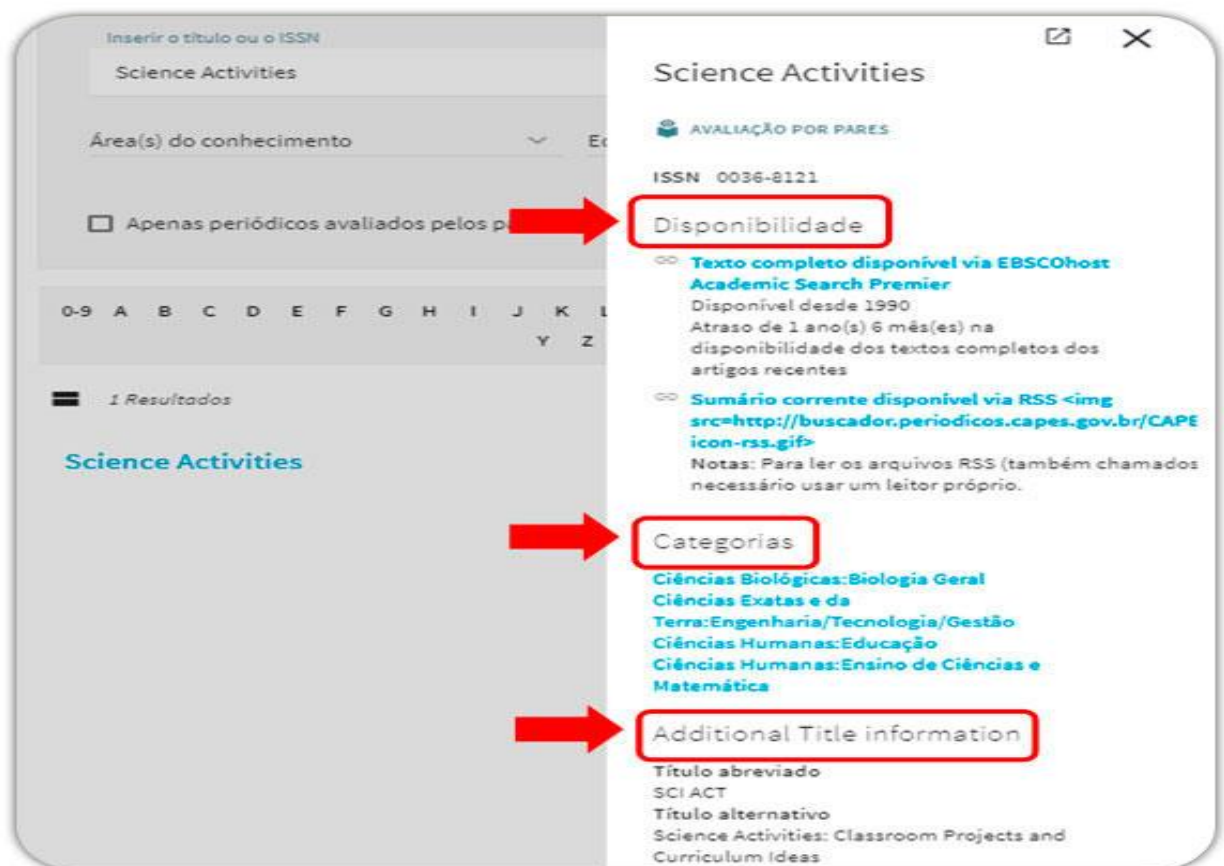 Inserir o título ou o ISSN
Science Activities
Área(s) do conhecimento
Apenas periódicos avaliados pelos
0-9 A B C D E F G H I J K
Y Z
1 Resultados
Science Activities
Science Activities
AVALIAÇÃO POR PARES
ISSN 0036-8121
Disponibilidade
Texto completo disponível via EBSCOhost
Academic Search Premier
Disponível desde 1990
Atraso de 1 ano(s) 6 mês(es) na
disponibilidade dos textos completos dos
artigos recentes
Sumário corrente disponível via RSS <img
src=http://buscador.periodicos.capes.gov.br/CAPE
icon-rss.gif>
Notas: Para ler os arquivos RSS (também chamados
necessário usar um leitor próprio.
Categorias
Ciências Biológicas:Biologia Geral
Ciências Exatas e da
Terra:Engenharia/Tecnologia/Gestão
Ciências Humanas:Educação
Ciências Humanas:Ensino de Ciências e
Matemática
Additional Title information
Título abreviado
SCI ACT
Título alternativo
Science Activities: Classroom Projects and
Curriculum Ideas